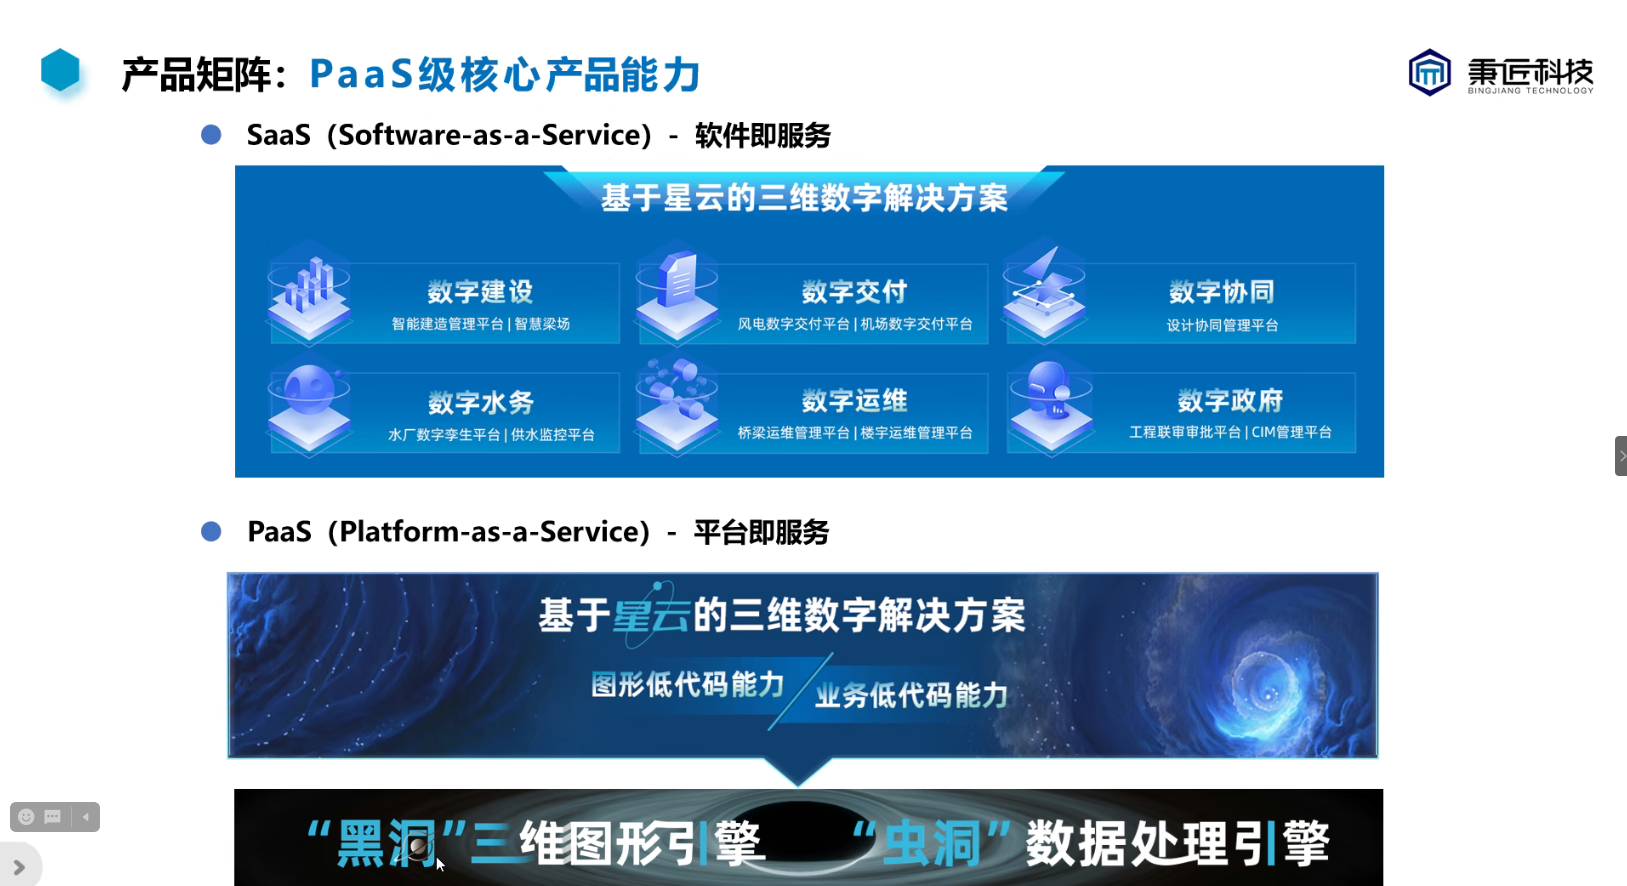 产品矩阵：PaaS级核心产品能力
秉匠科技
BINGJIANG TECHNOLOGY
SaaS（Software-as-a-Service）- 软件即服务
基于星云的三维数字解决方案
数字建设
智能建造管理平台|智慧梁场
数字交付
风电数字交付平台|机场数字交付平台
数字协同
设计协同管理平台
数字水务
水厂数字孪生平台|供水监控平台
数字运维
桥梁运维管理平台|楼宇运维管理平台
数字政府
工程联审审批平台|CIM管理平台
PaaS（Platform-as-a-Service）- 平台即服务
基于星云的三维数字解决方案
图形低代码能力
业务低代码能力
“黑洞”三维图形引擎
“虫洞”数据处理引擎